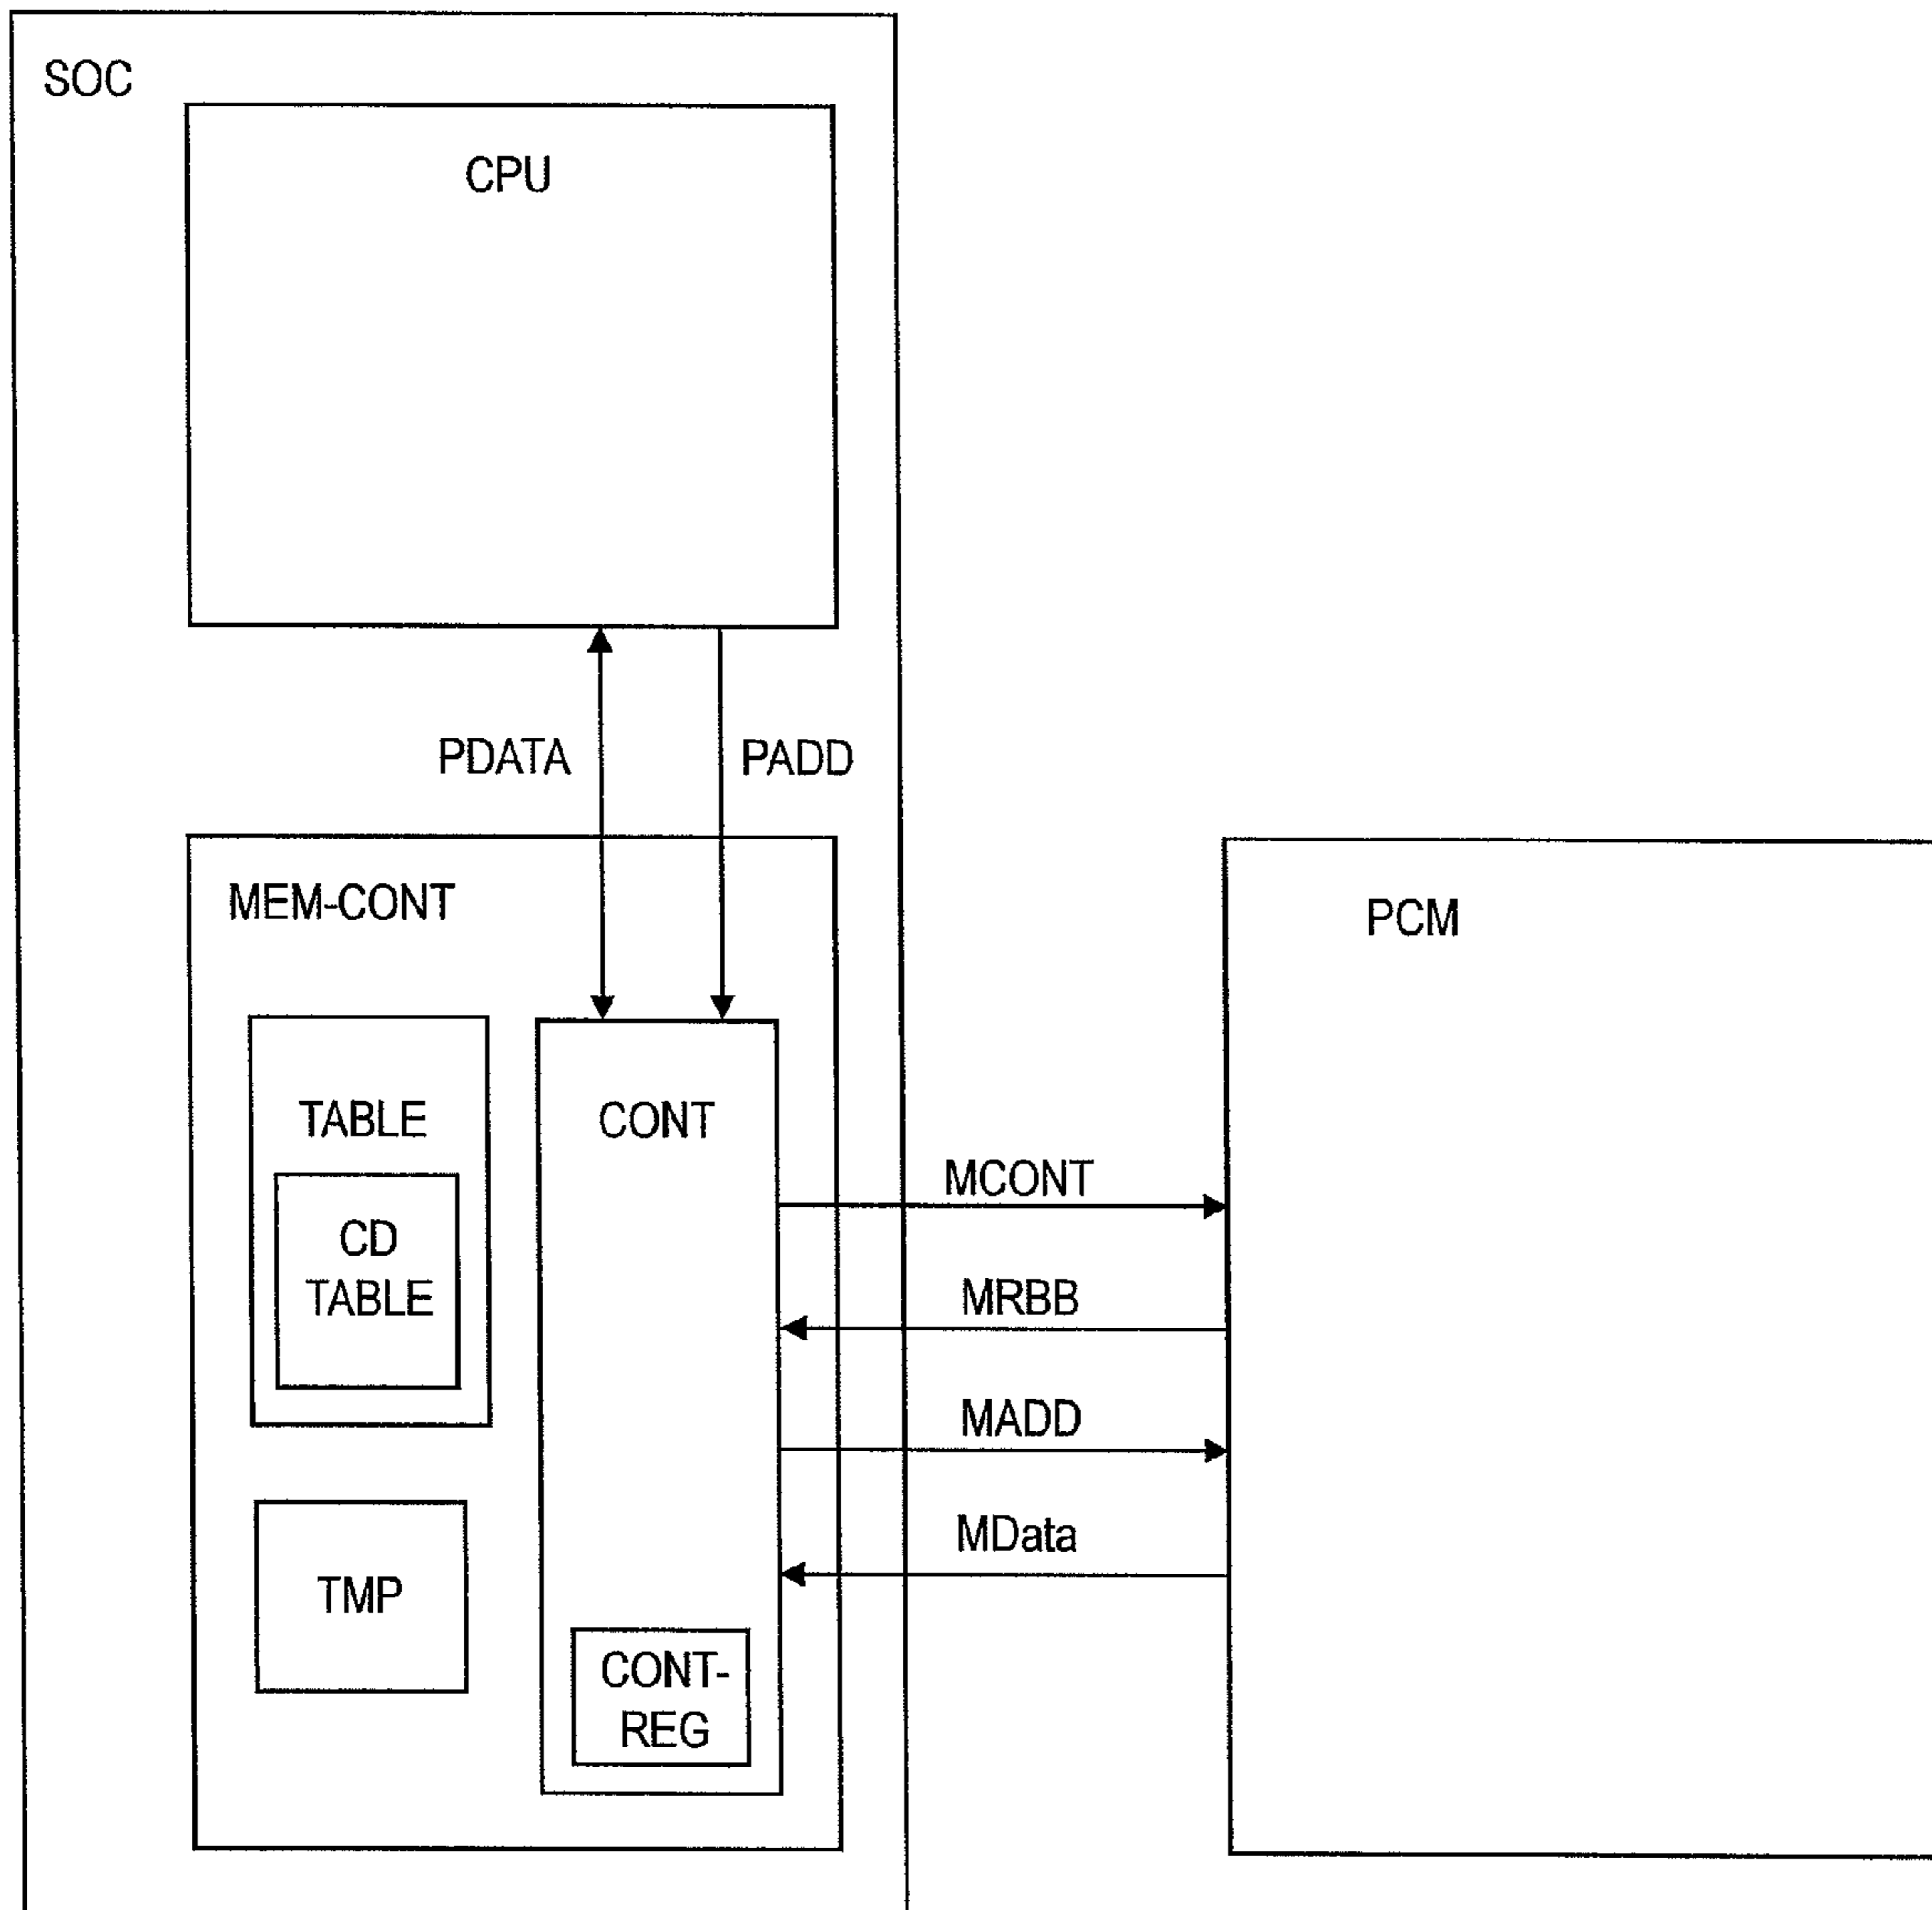 SOC
CPU
PDATA
PADD
MEM-CONT
PCM
TABLE
CONT
MCONT
CD
TABLE
MRBB
MADD
MData
TMP
CONT-
REG